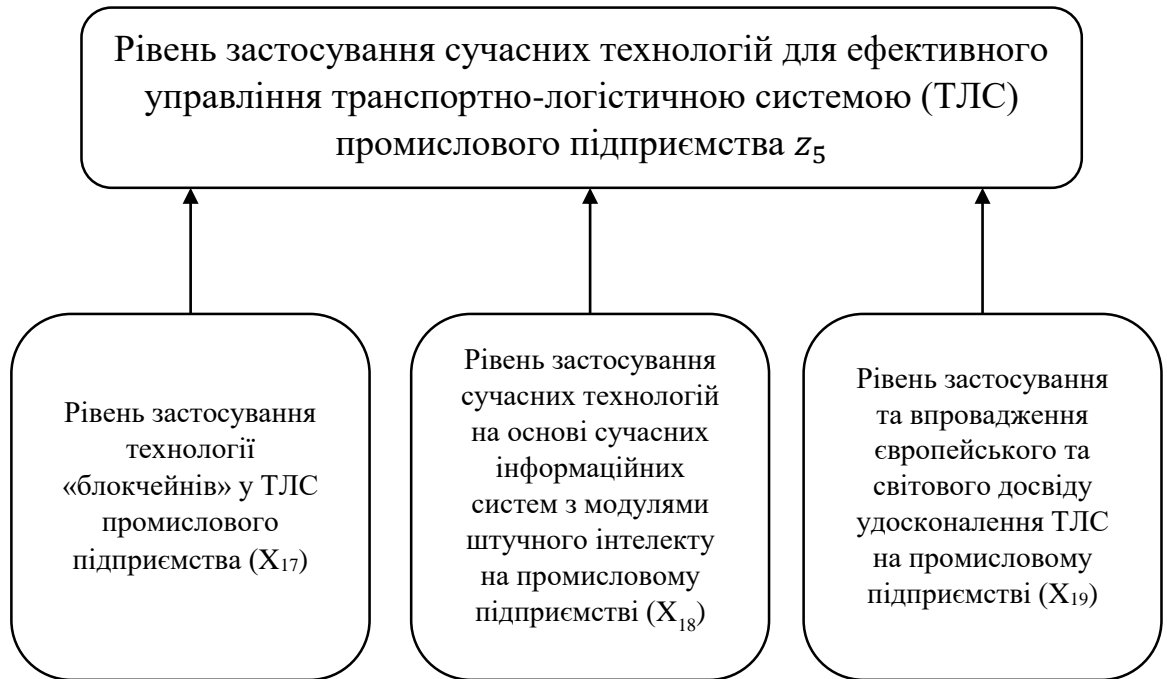 Рівень застосування сучасних технологій для ефективного
управління транспортно-логістичною системою (ТЛС)
промислового підприємства z₅
Рівень застосування
технології
«блокчейнів» у ТЛС
промислового
підприємства (X₁₇)
Рівень застосування
сучасних технологій
на основі сучасних
інформаційних
систем з модулями
штучного інтелекту
на промисловому
підприємстві (X₁₈)
Рівень застосування
та впровадження
європейського та
світового досвіду
удосконалення ТЛС
на промисловому
підприємстві (X₁₉)